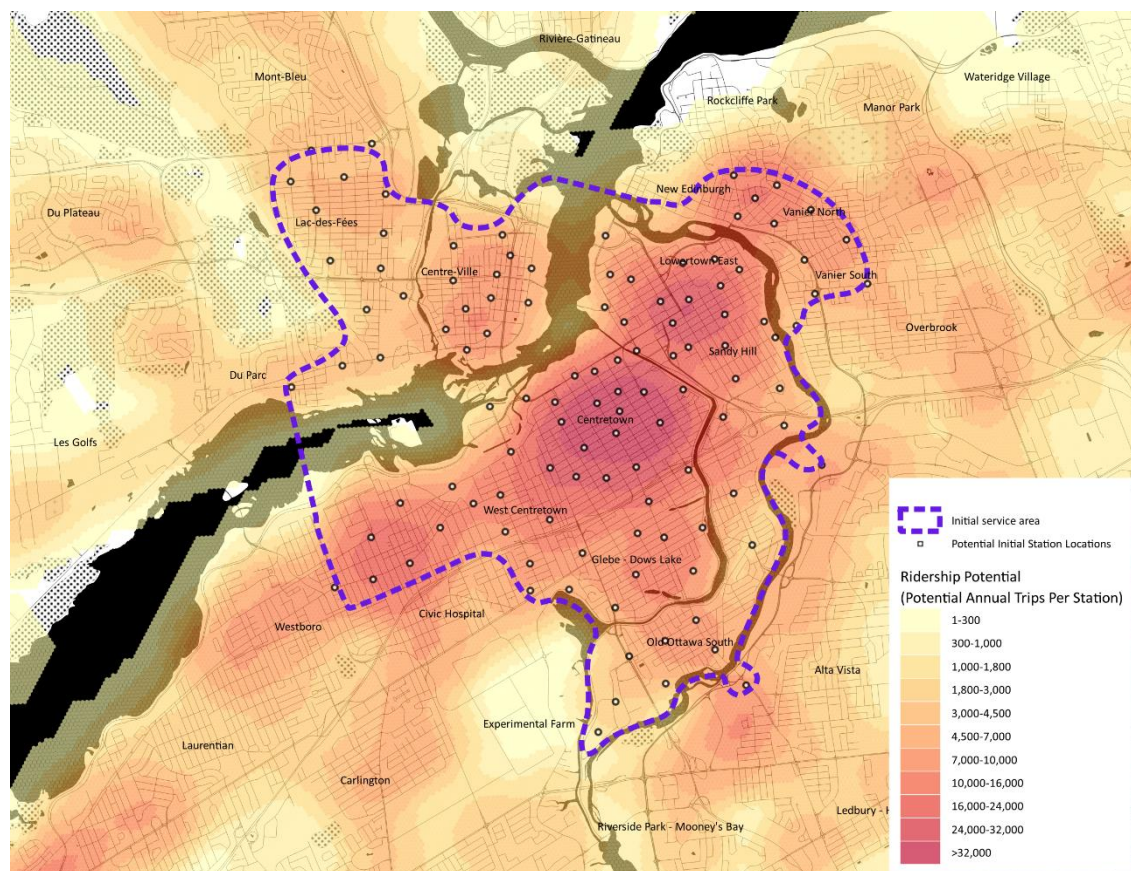 Rivière-Gatineau
Mont-Bleu
Wateridge Village
Rockcliffe Park
Manor Park
New Edinburgh
Du Plateau
Vanier North
Lac-des-Fées
Lowertown East
Centre-Ville
Vanier South
Overbrook
Sandy Hill
Du Parc
Centretown
Les Golfs
West Centretown
Glebe - Dows Lake
Civic Hospital
Westboro
Old Ottawa South
Alta Vista
Experimental Farm
Laurentian
Carlington
Ledbury - H
Riverside Park - Mooney's Bay
Initial service area
Potential Initial Station Locations
Ridership Potential
(Potential Annual Trips Per Station)
1-300
300-1,000
1,000-1,800
1,800-3,000
3,000-4,500
4,500-7,000
7,000-10,000
10,000-16,000
16,000-24,000
24,000-32,000
>32,000